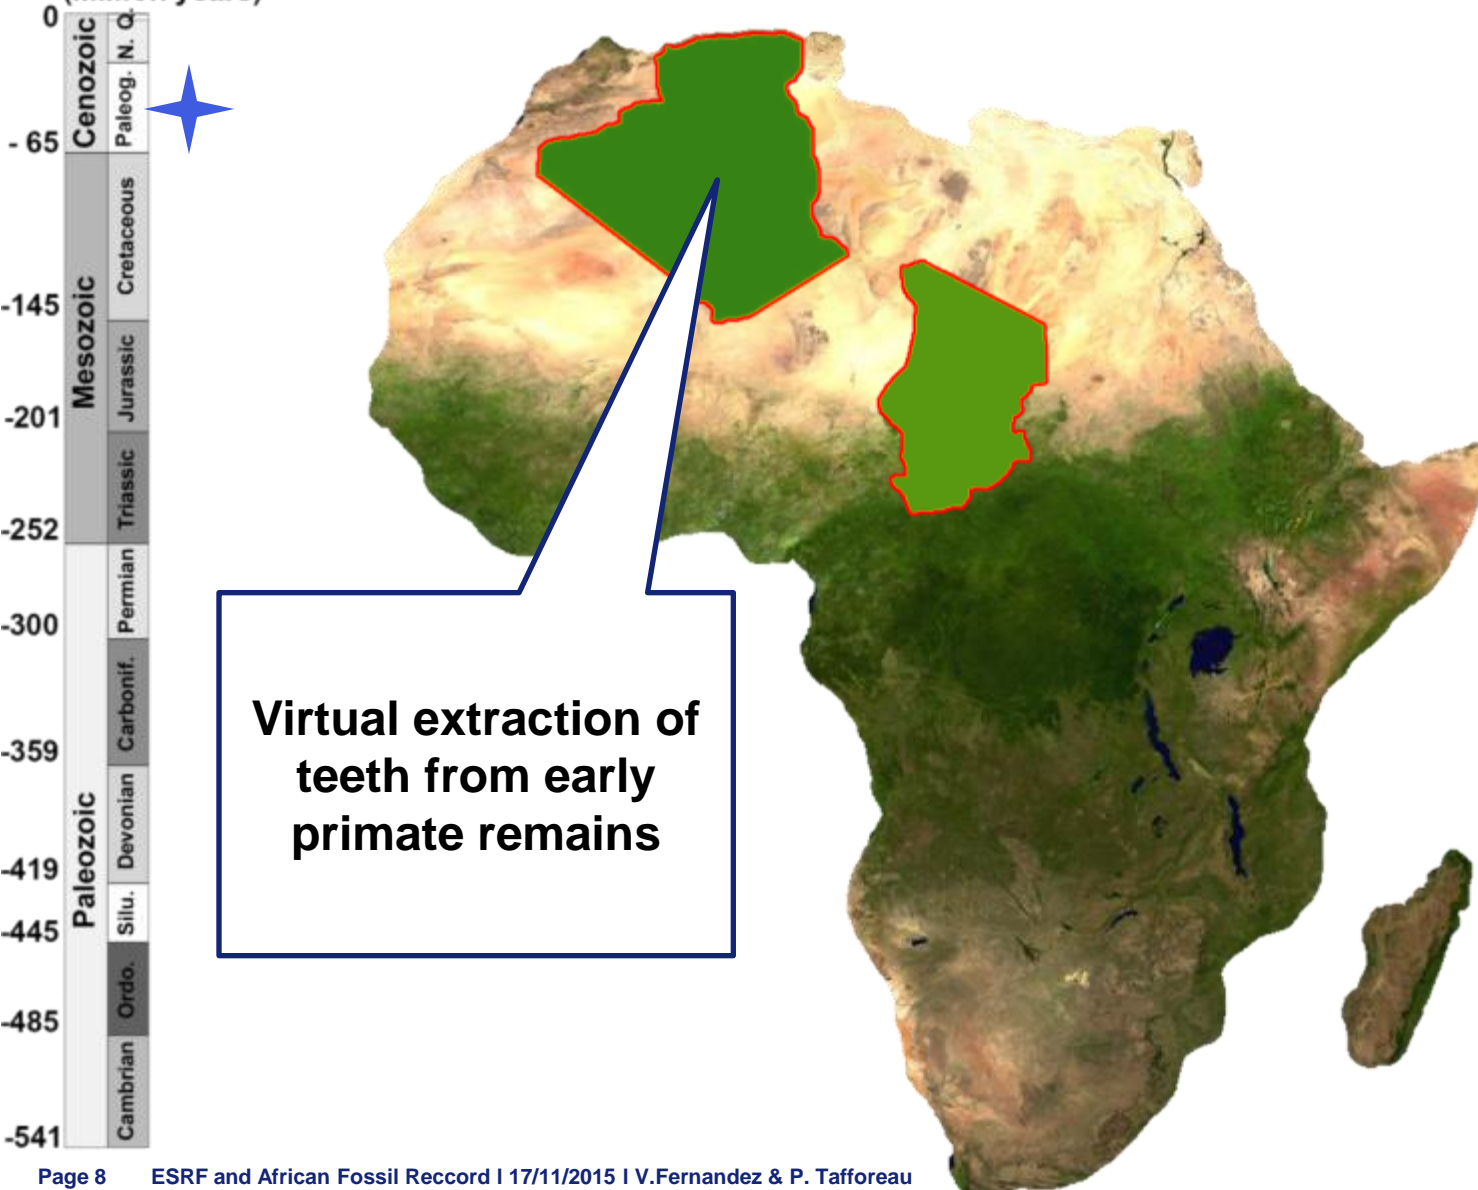 (million years)
0
- 65
-145
-201
-252
-300
-359
-419
-445
-485
-541
Cenozoic
Mesozoic
Paleozoic
Q.
N.
Paleog.
Cretaceous
Jurassic
Triassic
Permian
Carbonif.
Devonian
Silu.
Ordo.
Cambrian
Virtual extraction of
teeth from early
primate remains
Page 8 ESRF and African Fossil Reccord l 17/11/2015 l V.Fernandez & P. Tafforeau